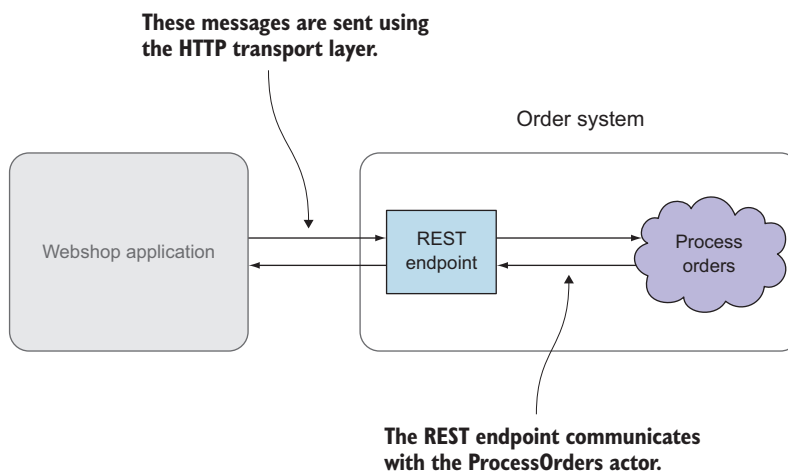 These messages are sent using
the HTTP transport layer.
Order system
Webshop application
REST
endpoint
Process
orders
The REST endpoint communicates
with the ProcessOrders actor.